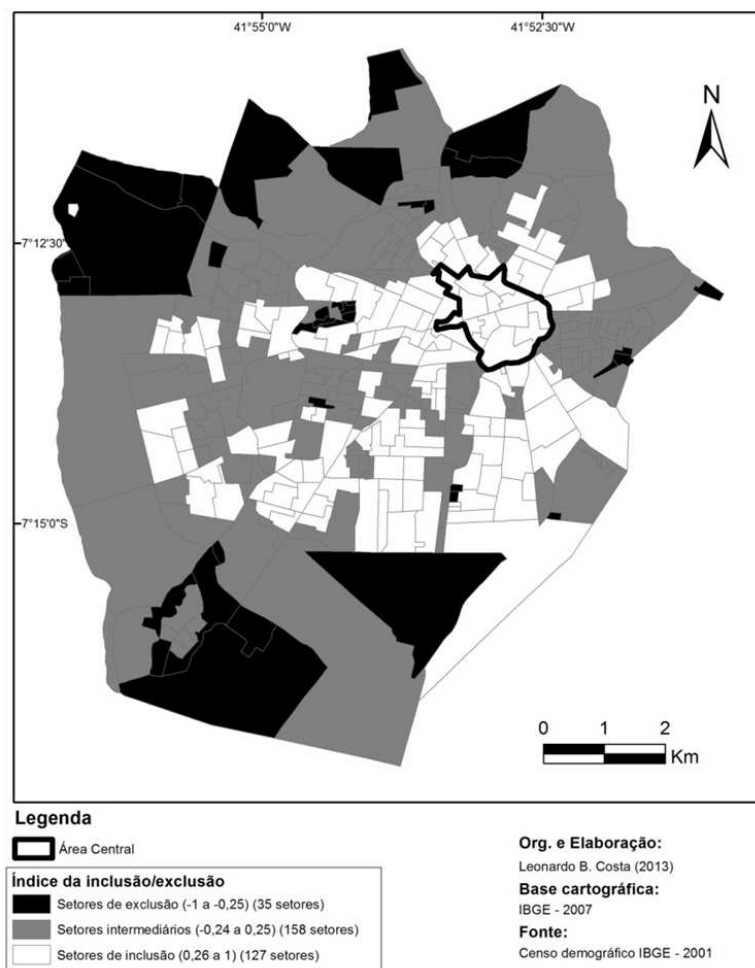 41°55'0"W
41°52'30"W
N
7°12'30"
7°15'0"S
0 1 2
Km
Legenda
Área Central
Índice da inclusão/exclusão
Setores de exclusão (-1 a -0,25) (35 setores)
Setores intermediários (-0,24 a 0,25) (158 setores)
Setores de inclusão (0,26 a 1) (127 setores)
Org. e Elaboração:
Leonardo B. Costa (2013)
Base cartográfica:
IBGE - 2007
Fonte:
Censo demográfico IBGE - 2001